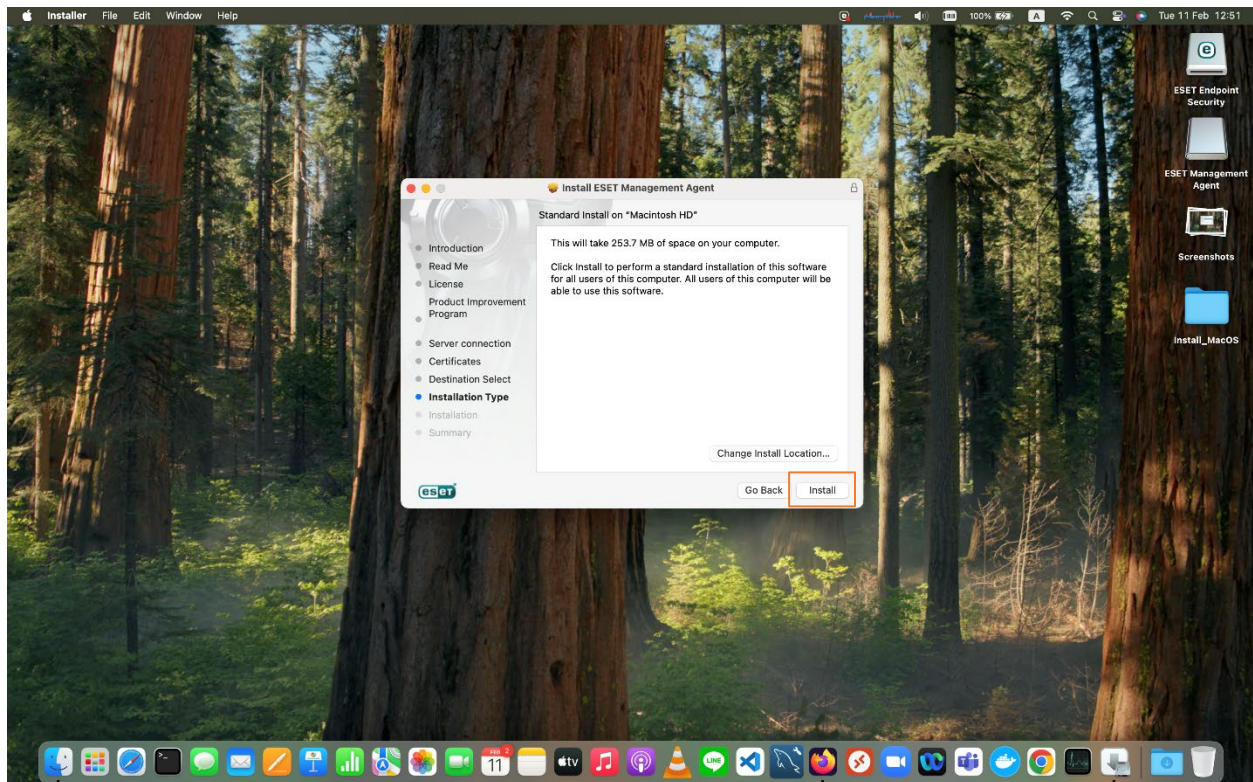 Installer File Edit Window Help
100% A Tue 11 Feb 12:51
e
ESET Endpoint
Security
ESET Management
Agent
Screenshots
Install_MacOS
Install ESET Management Agent
Standard Install on "Macintosh HD"
Introduction
Read Me
License
Product Improvement
Program
Server connection
Certificates
Destination Select
Installation Type
Installation
Summary
This will take 253.7 MB of space on your computer.
Click Install to perform a standard installation of this software
for all users of this computer. All users of this computer will be
able to use this software.
Change Install Location...
eseT
Go Back Install
FEB 2
11
tv
LINE